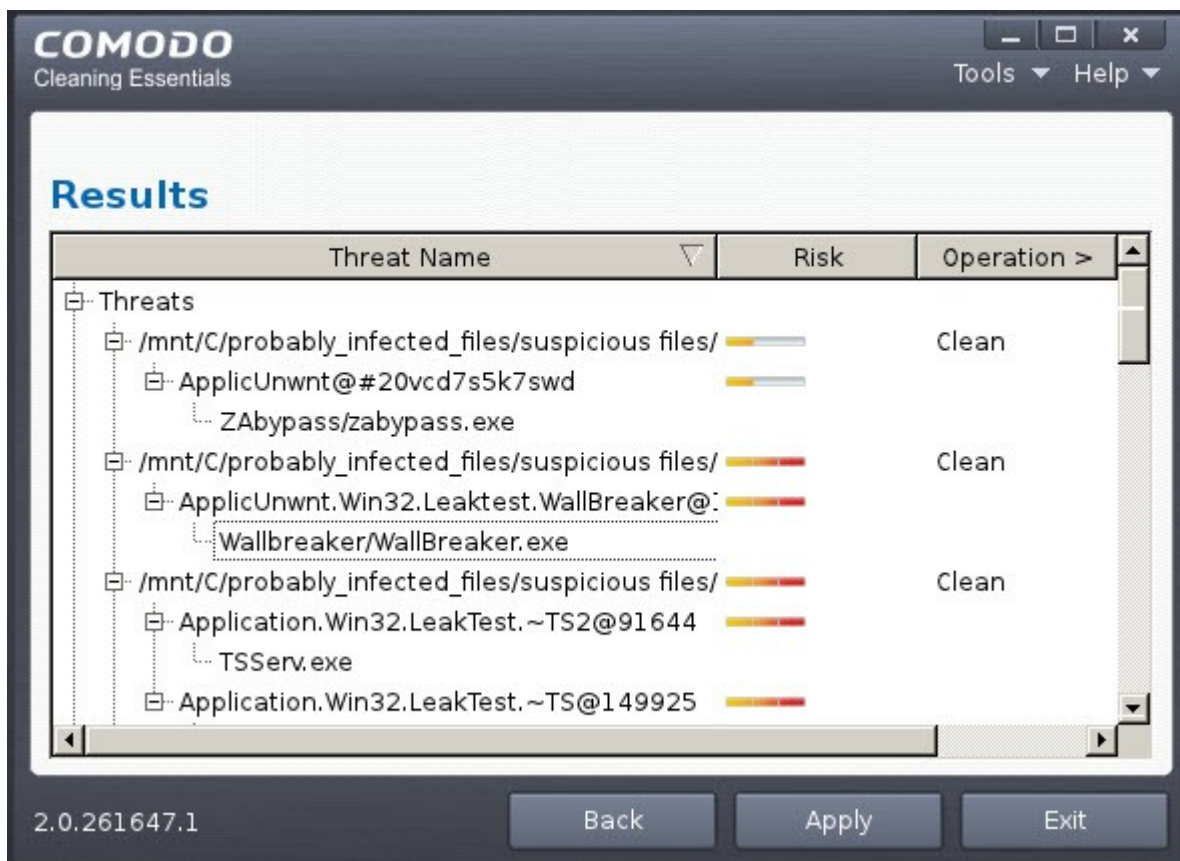 COMODO
Cleaning Essentials
Tools Help
Results
Threat Name Risk Operation >
Threats
/mnt/C/probably_infected_files/suspicious files/ Clean
ApplicUnwnt@#20vcd7s5k7swd
ZAbypass/zabypass.exe
/mnt/C/probably_infected_files/suspicious files/ Clean
ApplicUnwnt.Win32.Leaktest.WallBreaker@
Wallbreaker/WallBreaker.exe
/mnt/C/probably_infected_files/suspicious files/ Clean
Application.Win32.LeakTest.~TS2@91644
TSServ.exe
Application.Win32.LeakTest.~TS@149925
2.0.261647.1 Back Apply Exit